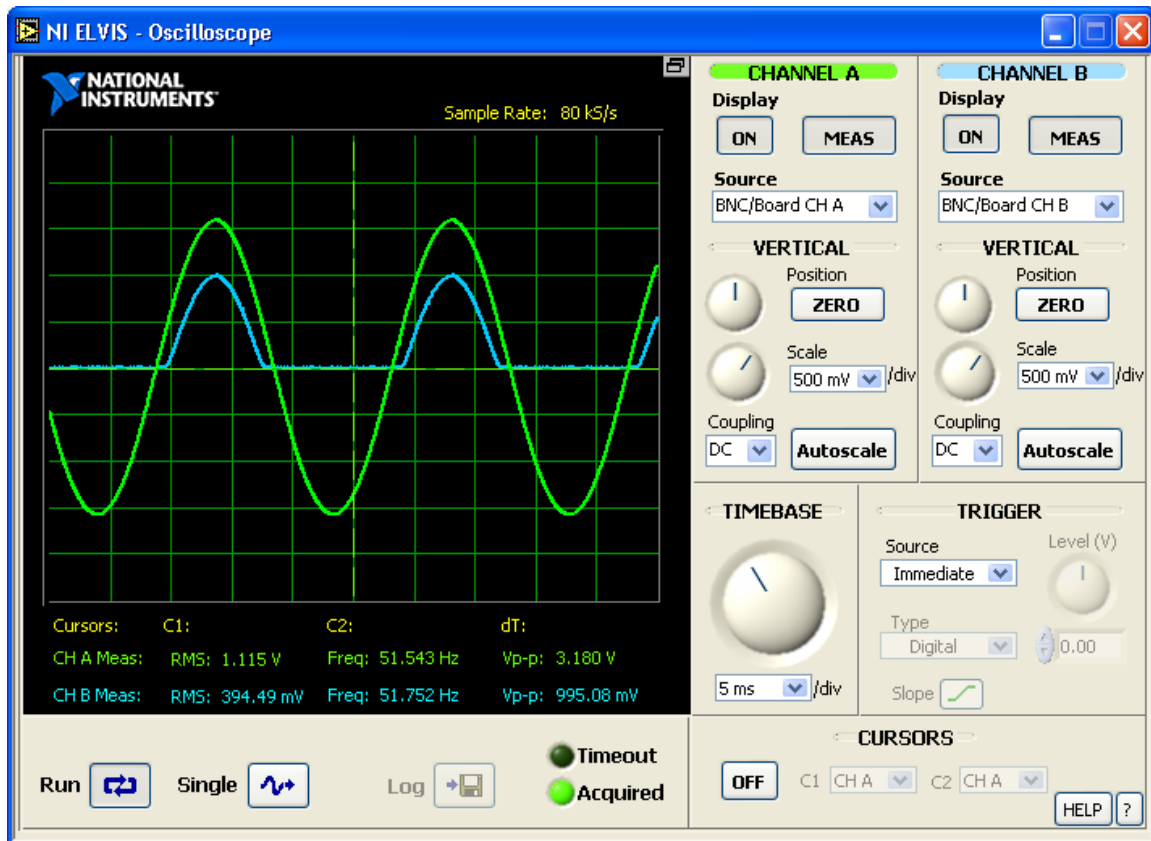 NI ELVIS - Oscilloscope
NATIONAL
INSTRUMENTS
Sample Rate: 80 kS/s
Cursors: C1: C2: dT:
CH A Meas: RMS: 1.115 V Freq: 51.543 Hz Vp-p: 3.180 V
CH B Meas: RMS: 394.49 mV Freq: 51.752 Hz Vp-p: 995.08 mV
Run
Single
Log
Timeout
Acquired
CHANNEL A
Display
ON MEAS
Source
BNC/Board CH A
VERTICAL
Position
ZERO
Scale
500 mV /div
Coupling
DC Autoscale
CHANNEL B
Display
ON MEAS
Source
BNC/Board CH B
VERTICAL
Position
ZERO
Scale
500 mV /div
Coupling
DC Autoscale
TIMEBASE
5 ms /div
TRIGGER
Source
Immediate
Level (V)
Type
Digital
0.00
Slope
CURSORS
OFF C1 CH A C2 CH A
HELP ?